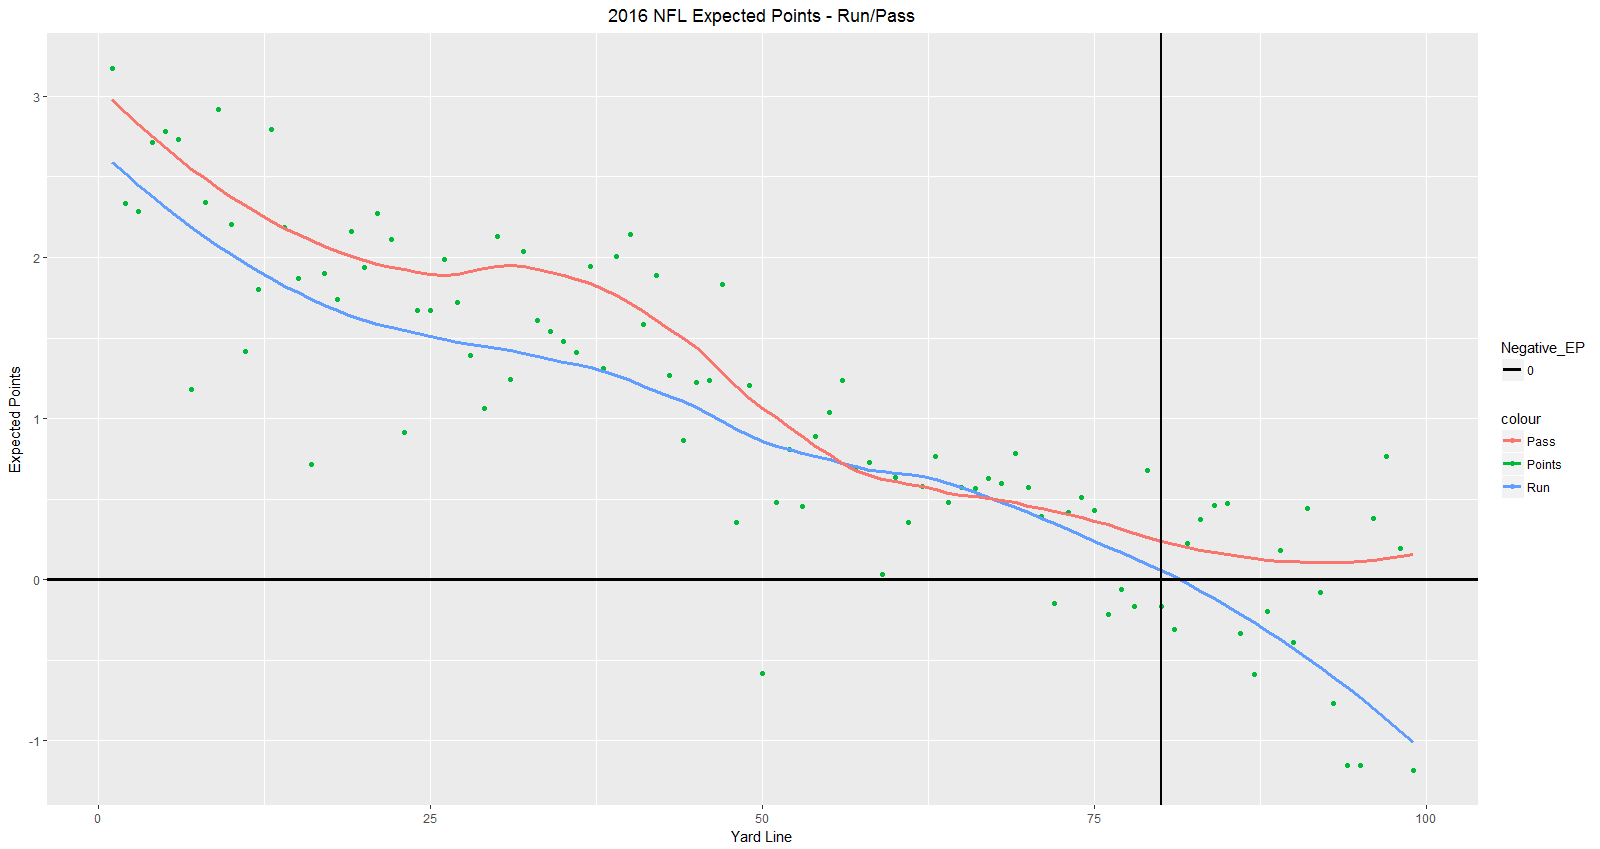 2016 NFL Expected Points - Run/Pass
Expected Points
3
2
1
0
-1
0
25
50
75
100
Yard Line
Negative_EP
0
colour
Pass
Points
Run